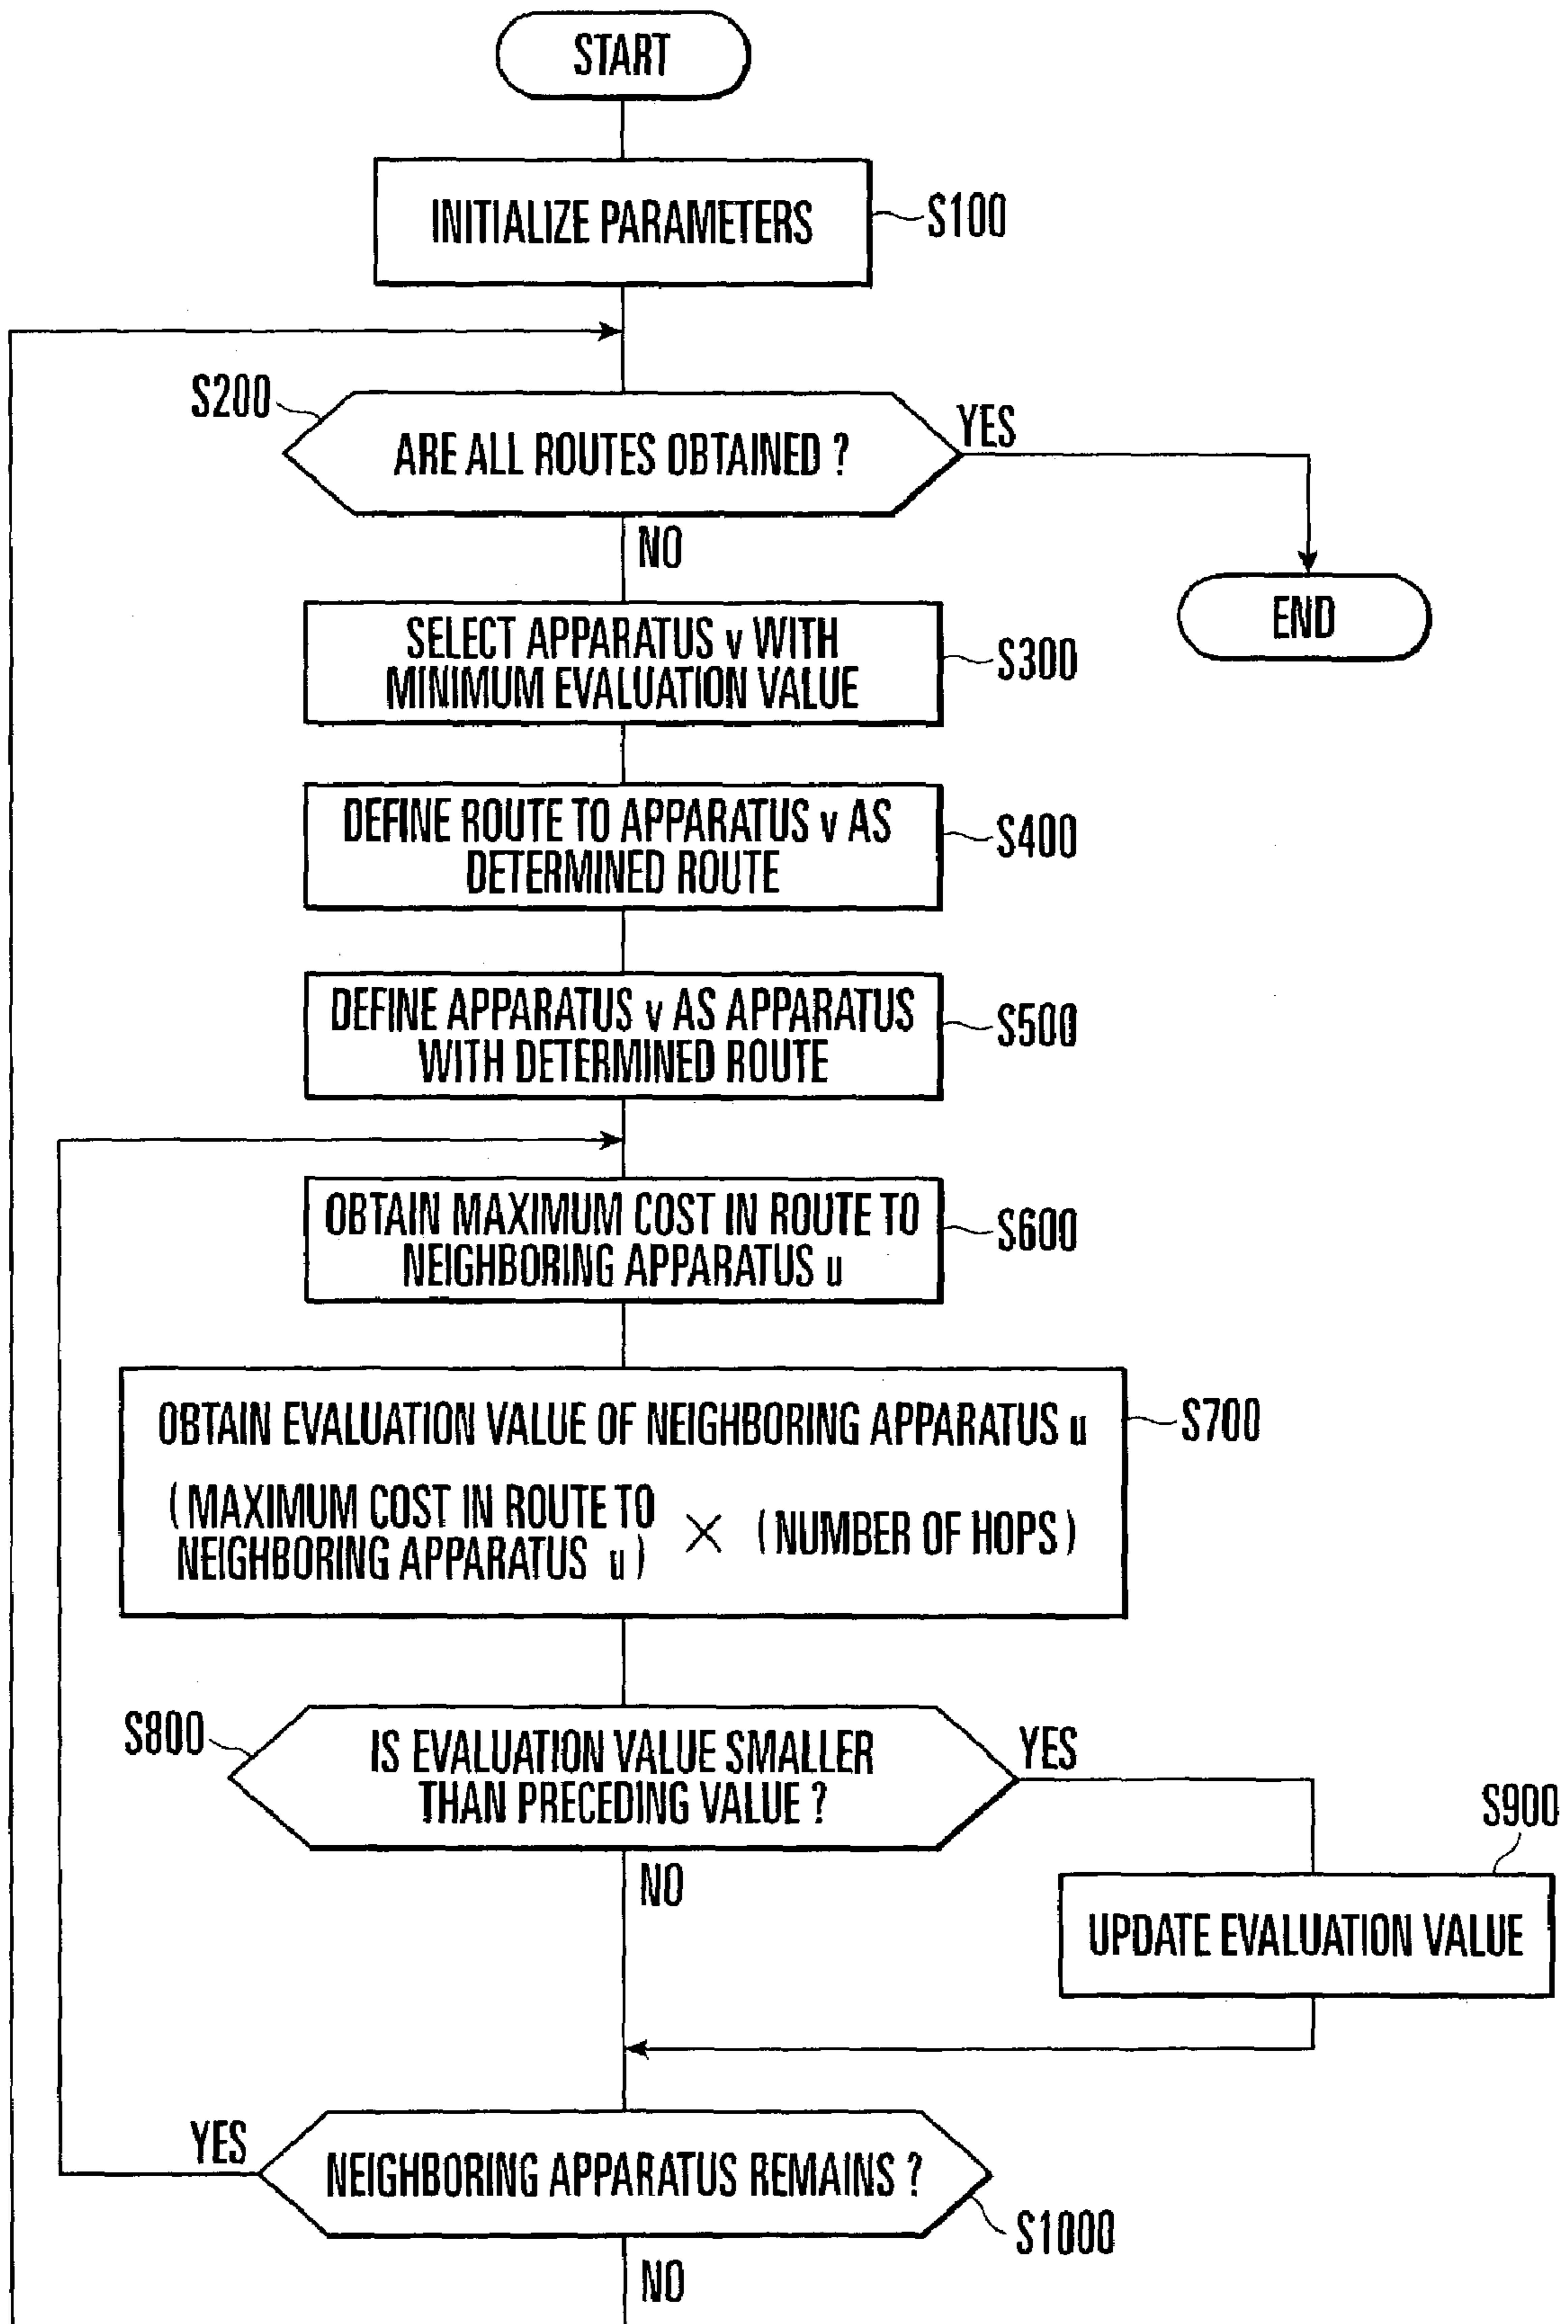 START
INITIALIZE PARAMETERS
S100
S200
ARE ALL ROUTES OBTAINED ?
YES
NO
END
SELECT APPARATUS v WITH
MINIMUM EVALUATION VALUE
S300
DEFINE ROUTE TO APPARATUS v AS
DETERMINED ROUTE
S400
DEFINE APPARATUS v AS APPARATUS
WITH DETERMINED ROUTE
S500
OBTAIN MAXIMUM COST IN ROUTE TO
NEIGHBORING APPARATUS u
S600
OBTAIN EVALUATION VALUE OF NEIGHBORING APPARATUS u
S700
(MAXIMUM COST IN ROUTE TO
NEIGHBORING APPARATUS u) × (NUMBER OF HOPS)
S800
IS EVALUATION VALUE SMALLER
THAN PRECEDING VALUE ?
YES
NO
S900
UPDATE EVALUATION VALUE
YES
NEIGHBORING APPARATUS REMAINS ?
S1000
NO